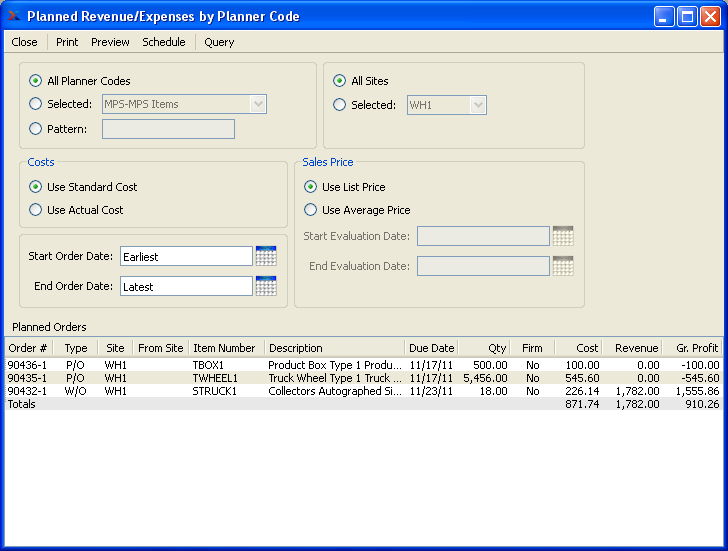 Planned Revenue/Expenses by Planner Code
Close Print Preview Schedule Query
All Planner Codes All Sites
Selected: MPS-MPS Items Selected: WH1
Pattern:
Costs Sales Price
Use Standard Cost Use List Price
Use Actual Cost Use Average Price
Start Evaluation Date:
Start Order Date: Earliest
End Evaluation Date:
End Order Date: Latest
Planned Orders
Order # Type Site From Site Item Number Description Due Date Qty Firm Cost Revenue Gr. Profit
90436-1 P/O WH1 TBOX1 Product Box Type 1 Produ... 11/17/11 500.00 No 100.00 0.00 -100.00
90435-1 P/O WH1 TWHEEL1 Truck Wheel Type 1 Truck ... 11/17/11 5,456.00 No 545.60 0.00 -545.60
90432-1 W/O WH1 STRUCK1 Collectors Autographed Si... 11/23/11 18.00 No 226.14 1,782.00 1,555.86
Totals 871.74 1,782.00 910.26